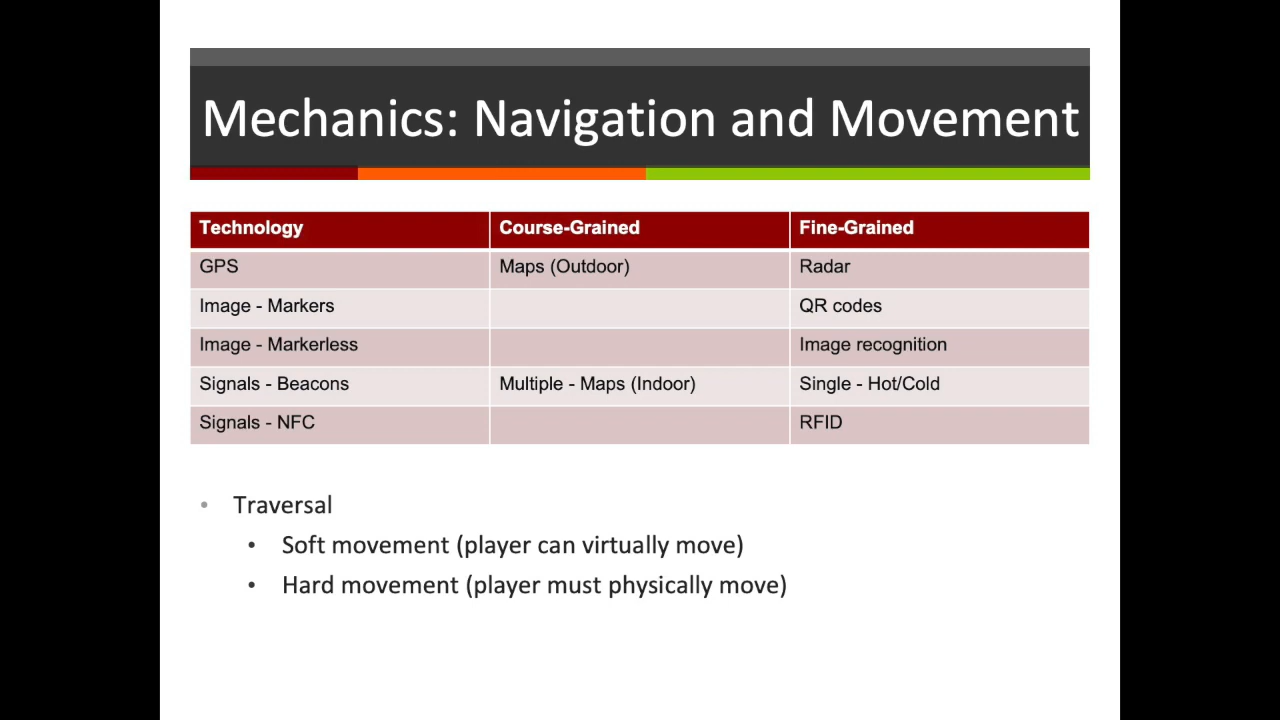 Mechanics: Navigation and Movement
Technology Course-Grained Fine-Grained
GPS Maps (Outdoor) Radar
Image - Markers QR codes
Image - Markerless Image recognition
Signals - Beacons Multiple - Maps (Indoor) Single - Hot/Cold
Signals - NFC RFID
• Traversal
• Soft movement (player can virtually move)
• Hard movement (player must physically move)